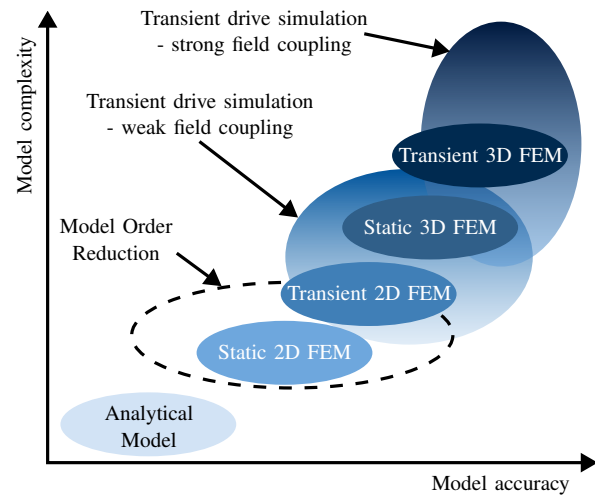 Transient drive simulation
- strong field coupling
Transient drive simulation
- weak field coupling
Model complexity
Transient 3D FEM
Static 3D FEM
Model Order
Reduction
Transient 2D FEM
Static 2D FEM
Analytical
Model
Model accuracy